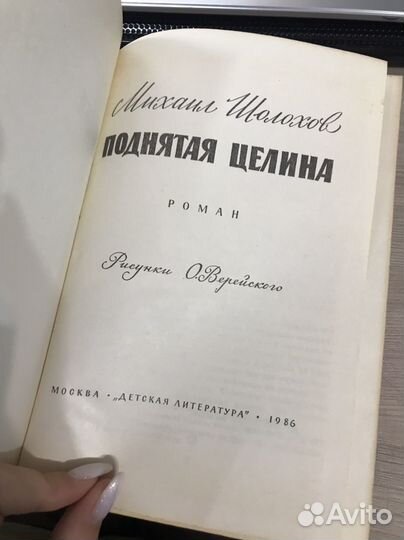 Михаил Шолохов
ПОДНЯТАЯ ЦЕЛИНА
РОМАН
Рисунки О. Верейского
МОСКВА • „ДЕТСКАЯ ЛИТЕРАТУРА" • 1986
Avito